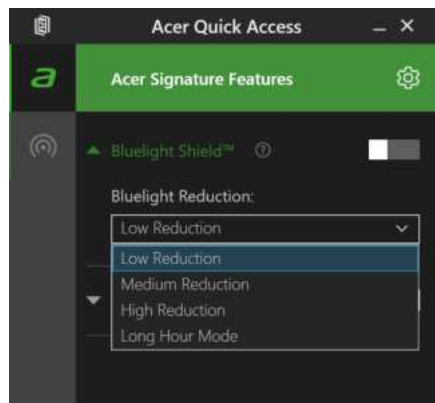 Acer Quick Access
Acer Signature Features
Bluelight Shield™
Bluelight Reduction:
Low Reduction
Low Reduction
Medium Reduction
High Reduction
Long Hour Mode